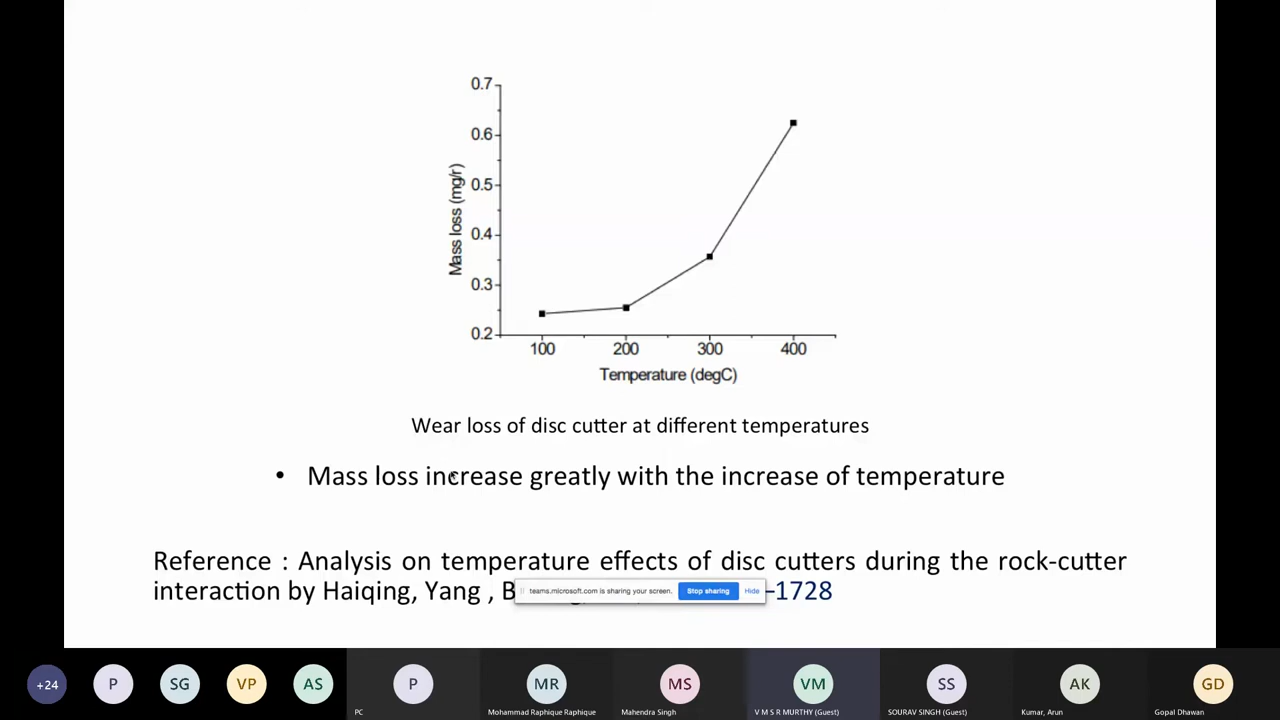 0.7
0.6
0.5
0.4
0.3
0.2
Mass loss (mg/r)
100 200 300 400
Temperature (degC)
Wear loss of disc cutter at different temperatures
• Mass loss increase greatly with the increase of temperature
Reference : Analysis on temperature effects of disc cutters during the rock-cutter
interaction by Haiqing, Yang , –1728
teams.microsoft.com is sharing your screen. Stop sharing Hide
+24 P SG VP AS P MR MS VM SS AK GD
PC Mohammad Raphique Raphique Mahendra Singh V M S R MURTHY (Guest) SOURAV SINGH (Guest) Kumar, Arun Gopal Dhawan